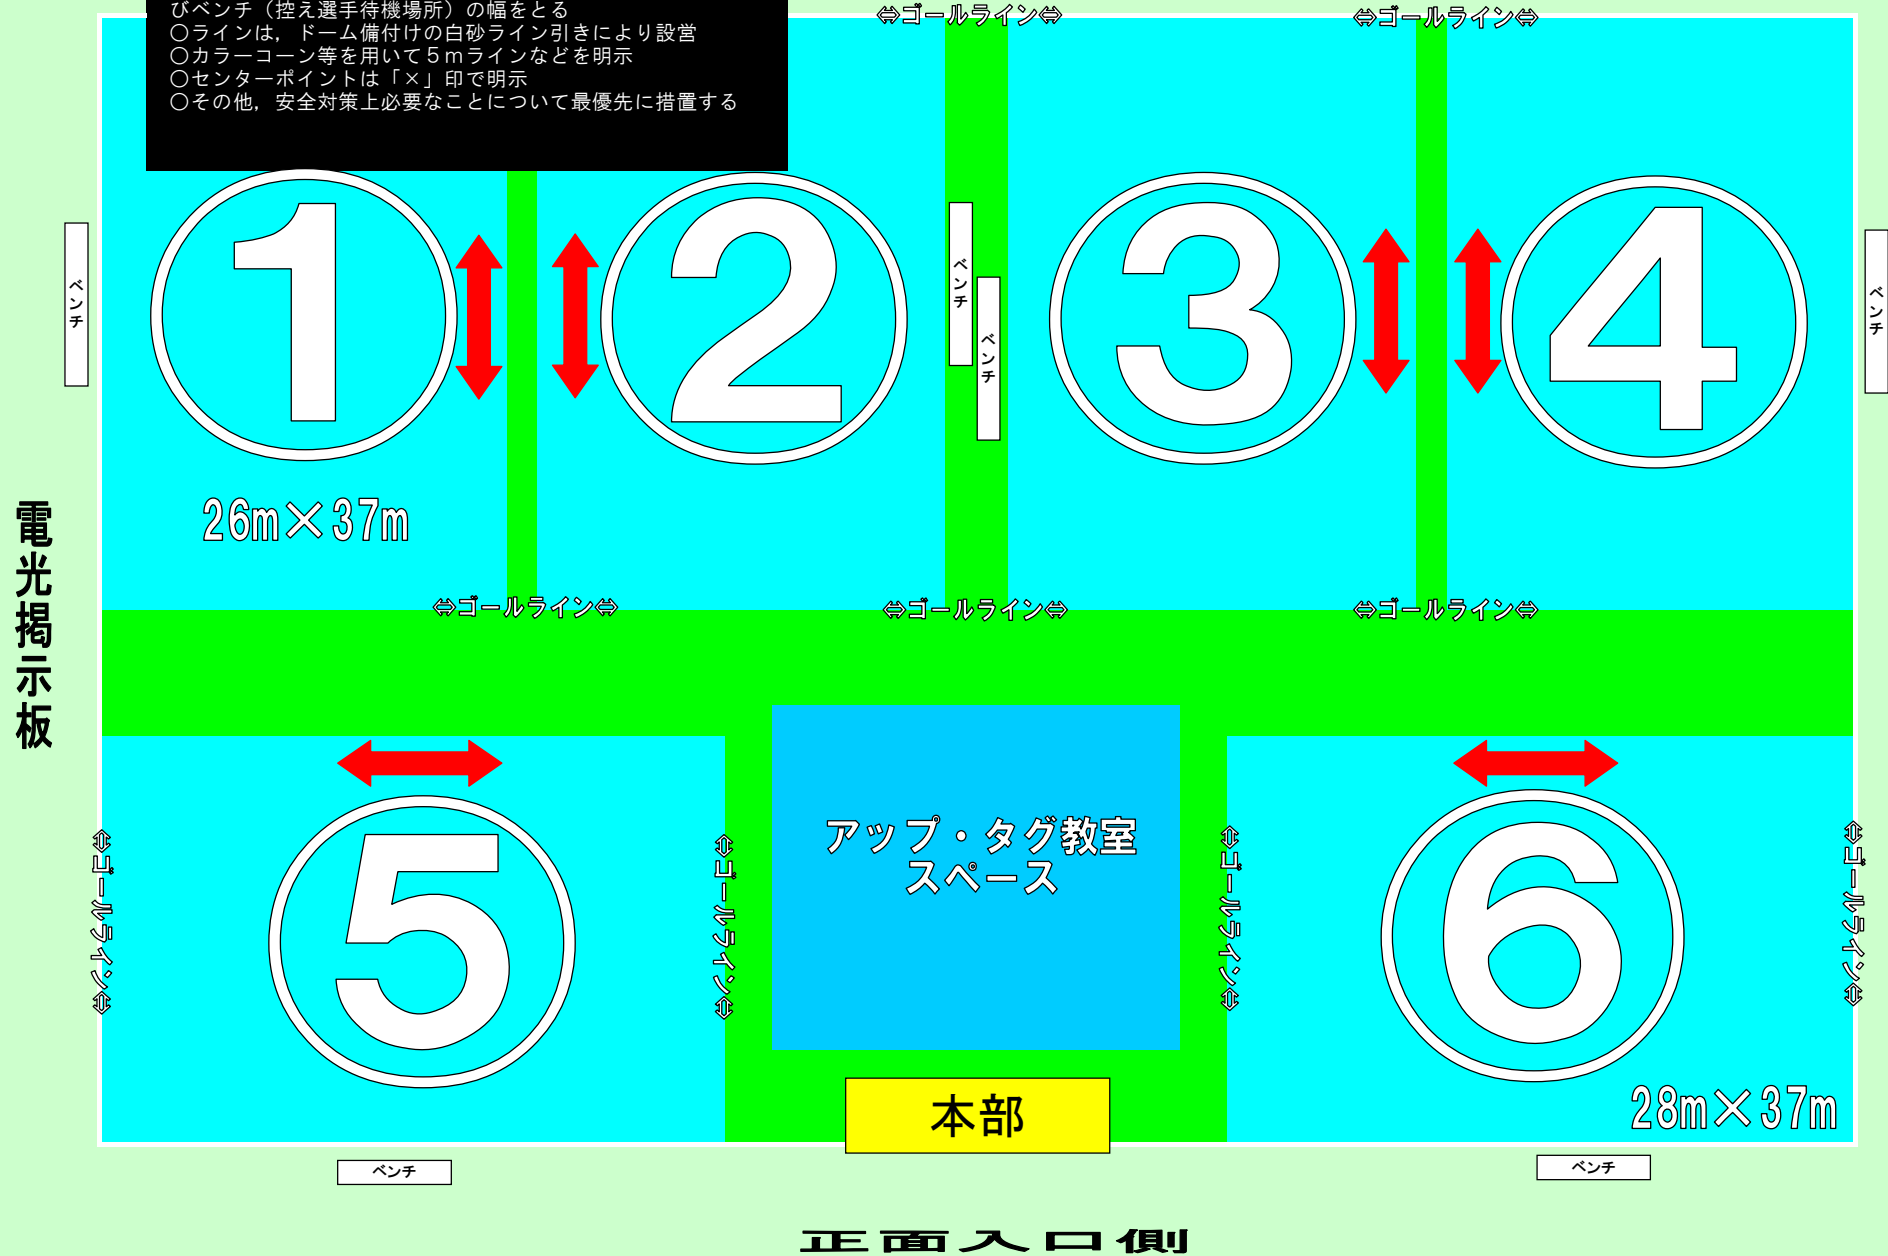 びベンチ（控え選手待機場所）の幅をとる
○ラインは，ドーム備付けの白砂ライン引きにより設営
○カラーコーン等を用いて５ｍラインなどを明示
○センターポイントは「×」印で明示
○その他，安全対策上必要なことについて最優先に措置する
⇔ゴールライン⇔
⇔ゴールライン⇔
ベンチ
①
②
ベンチ
ベンチ
③
④
ベンチ
26m×37m
電光掲示板
⇔ゴールライン⇔
⇔ゴールライン⇔
⇔ゴールライン⇔
⇔ゴールライン⇔
⑤
⇔ゴールライン⇔
アップ・タグ教室
スペース
⇔ゴールライン⇔
⑥
⇔ゴールライン⇔
28m×37m
本部
ベンチ
ベンチ
正面入口側